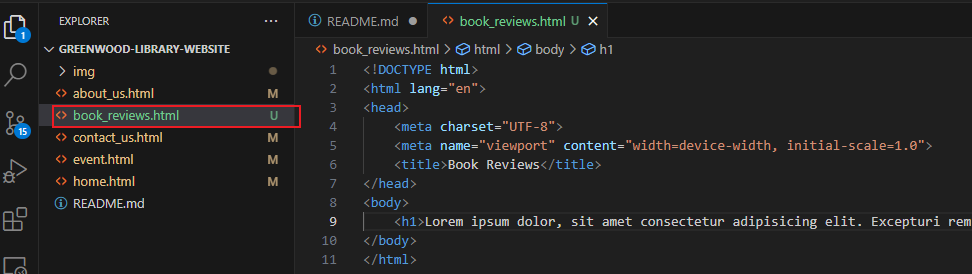 EXPLORER
GREENWOOD-LIBRARY-WEBSITE
img
about_us.html M
book_reviews.html U
contact_us.html M
event.html M
home.html M
README.md
1
15
README.md
book_reviews.html U
book_reviews.html > html > body > h1
1 <!DOCTYPE html>
2 <html lang="en">
3 <head>
4 <meta charset="UTF-8">
5 <meta name="viewport" content="width=device-width, initial-scale=1.0">
6 <title>Book Reviews</title>
7 </head>
8 <body>
9 <h1>Lorem ipsum dolor, sit amet consectetur adipisicing elit. Excepturi rem
10 </body>
11 </html>